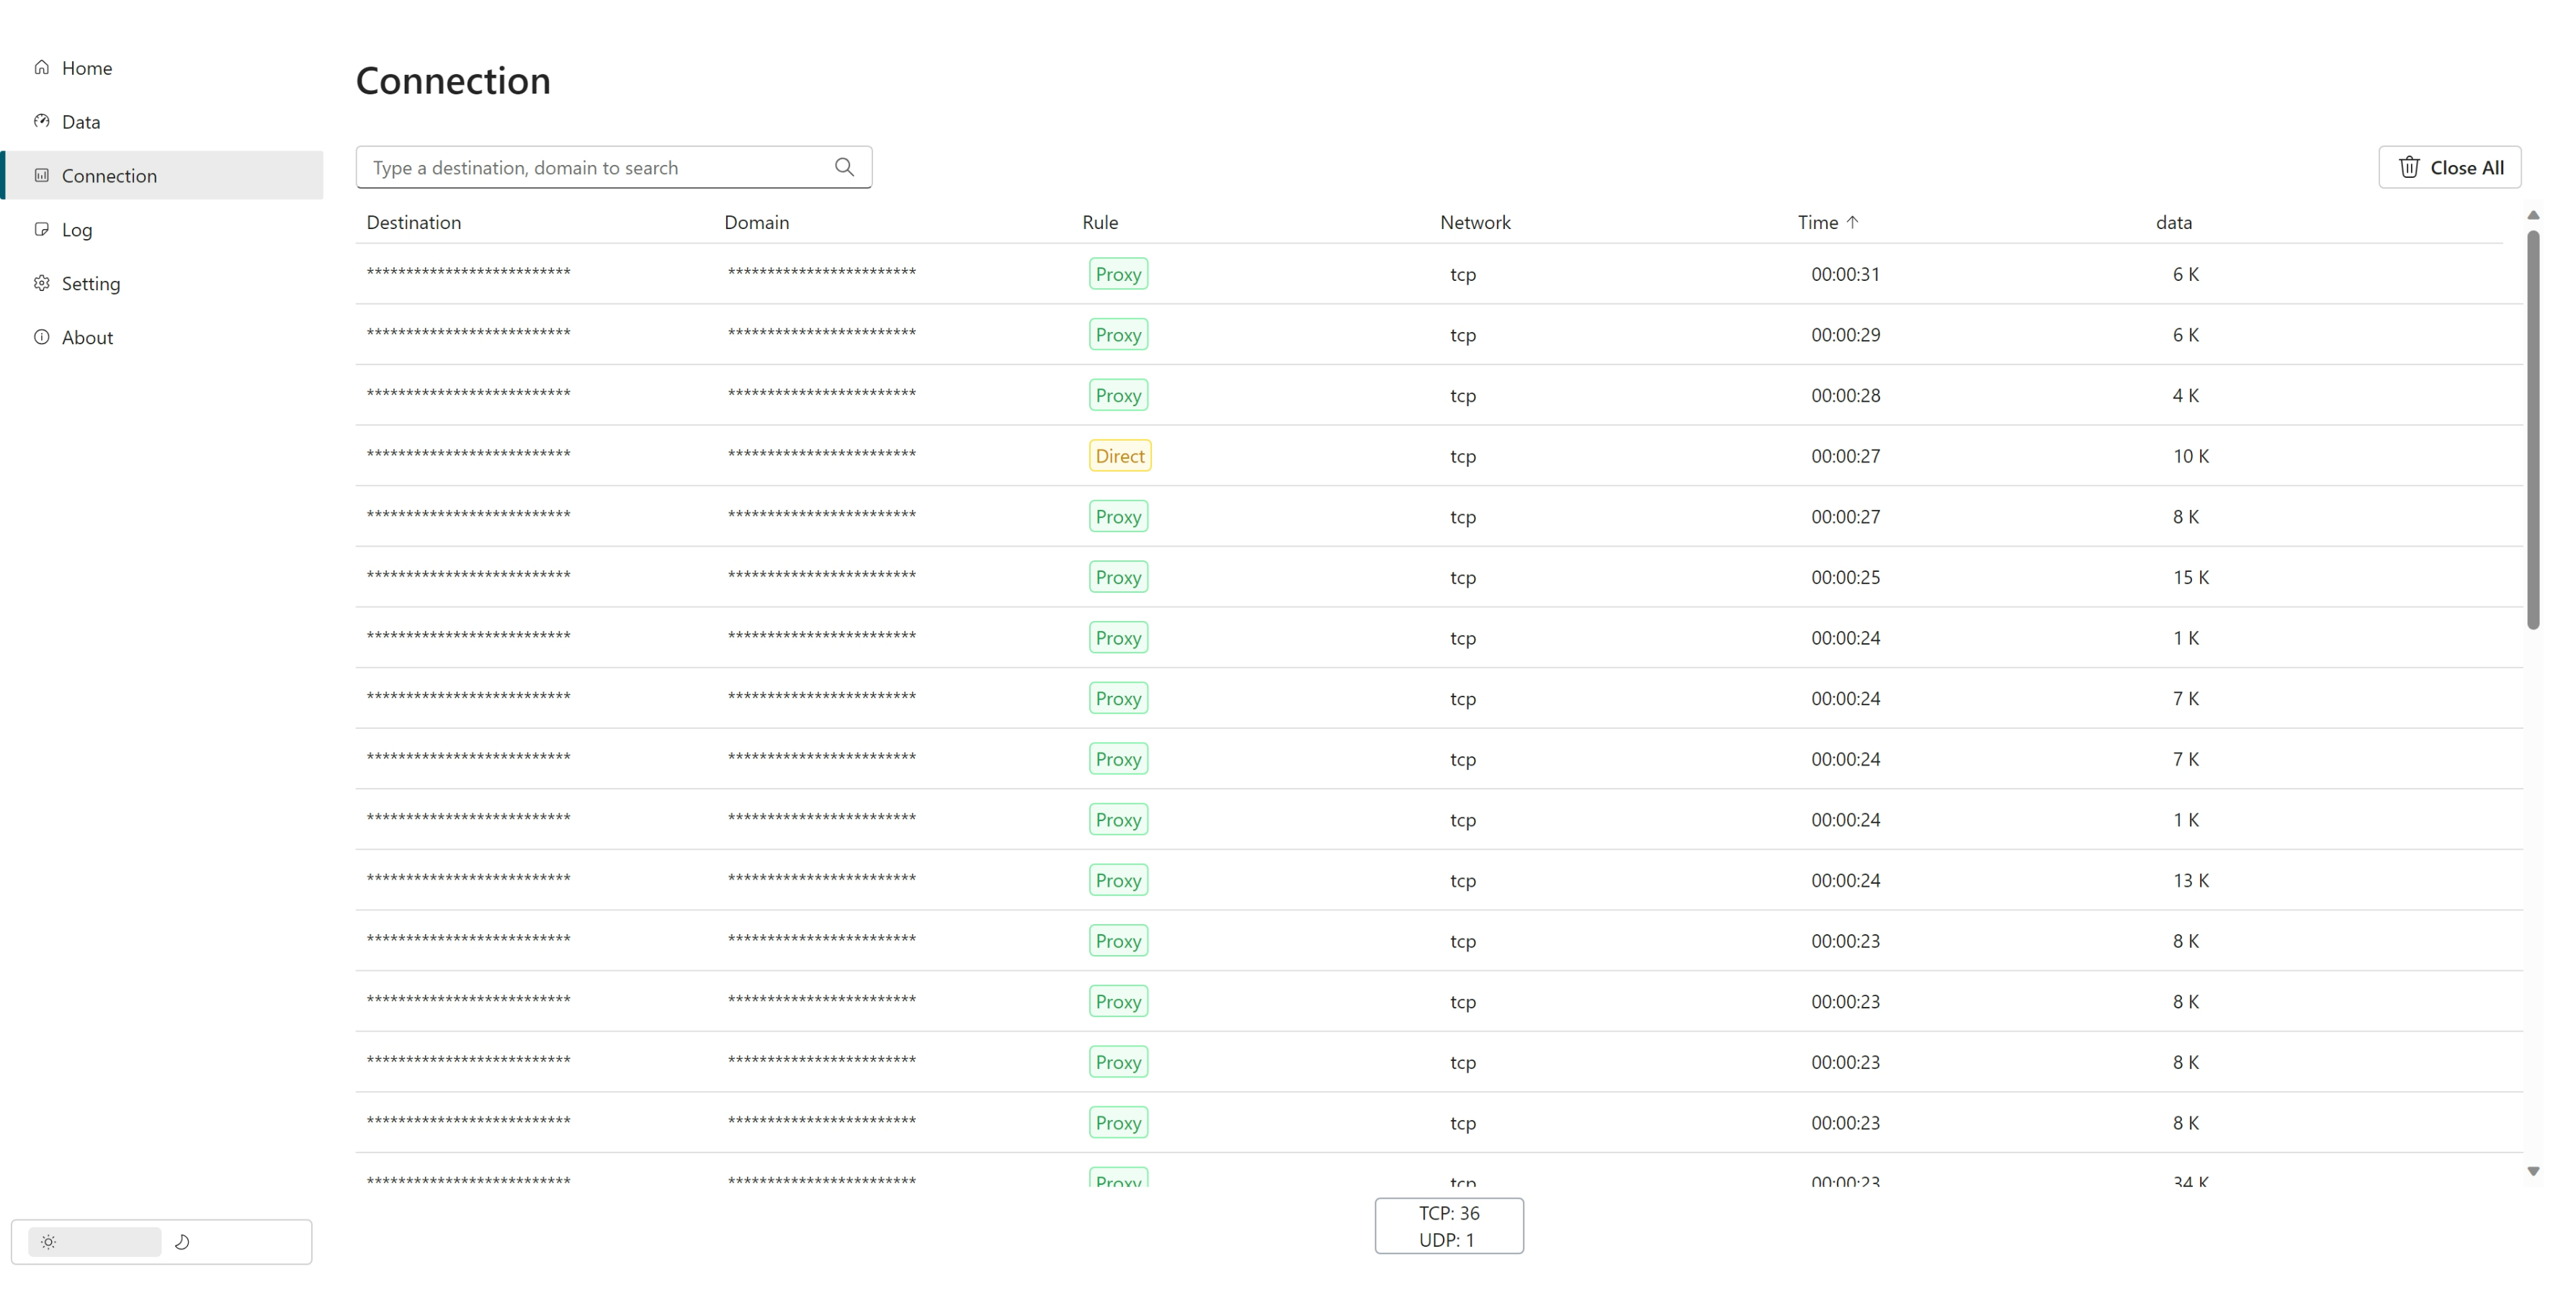 Home
Data
Connection
Log
Setting
About
Connection
Type a destination, domain to search
Close All
Destination Domain Rule Network Time ↑ data
************************** ************************ Proxy tcp 00:00:31 6 K
************************** ************************ Proxy tcp 00:00:29 6 K
************************** ************************ Proxy tcp 00:00:28 4 K
************************** ************************ Direct tcp 00:00:27 10 K
************************** ************************ Proxy tcp 00:00:27 8 K
************************** ************************ Proxy tcp 00:00:25 15 K
************************** ************************ Proxy tcp 00:00:24 1 K
************************** ************************ Proxy tcp 00:00:24 7 K
************************** ************************ Proxy tcp 00:00:24 7 K
************************** ************************ Proxy tcp 00:00:24 1 K
************************** ************************ Proxy tcp 00:00:24 13 K
************************** ************************ Proxy tcp 00:00:23 8 K
************************** ************************ Proxy tcp 00:00:23 8 K
************************** ************************ Proxy tcp 00:00:23 8 K
************************** ************************ Proxy tcp 00:00:23 8 K
************************** ************************ Proxy tcp 00:00:23 34 K
TCP: 36
UDP: 1